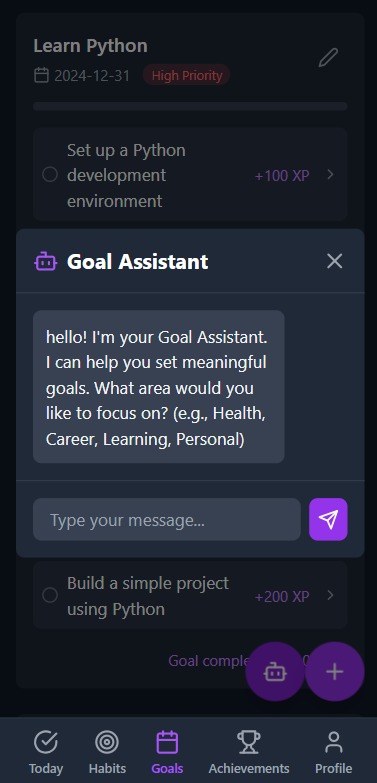 Learn Python
2024-12-31 High Priority
Set up a Python
development
environment
+100 XP
Goal Assistant
hello! I'm your Goal Assistant.
I can help you set meaningful
goals. What area would you
like to focus on? (e.g., Health,
Career, Learning, Personal)
Type your message...
Build a simple project
using Python
+200 XP
Goal
Today Habits Goals Achievements Profile